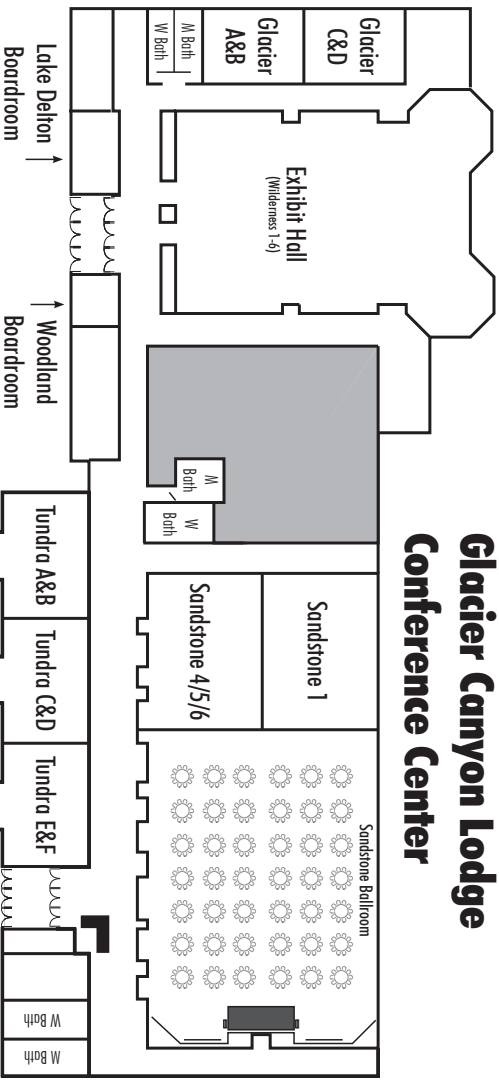 Glacier Canyon Lodge
Conference Center
M Bath
W Bath
Glacier
A&B
Glacier
C&D
Exhibit Hall
(Wilderness 1-6)
Lake Delton
Boardroom
Woodland
Boardroom
M
Bath
W
Bath
Sandstone 1
Sandstone 4/5/6
Sandstone Ballroom
Tundra A&B
Tundra C&D
Tundra E&F
W Bath
M Bath